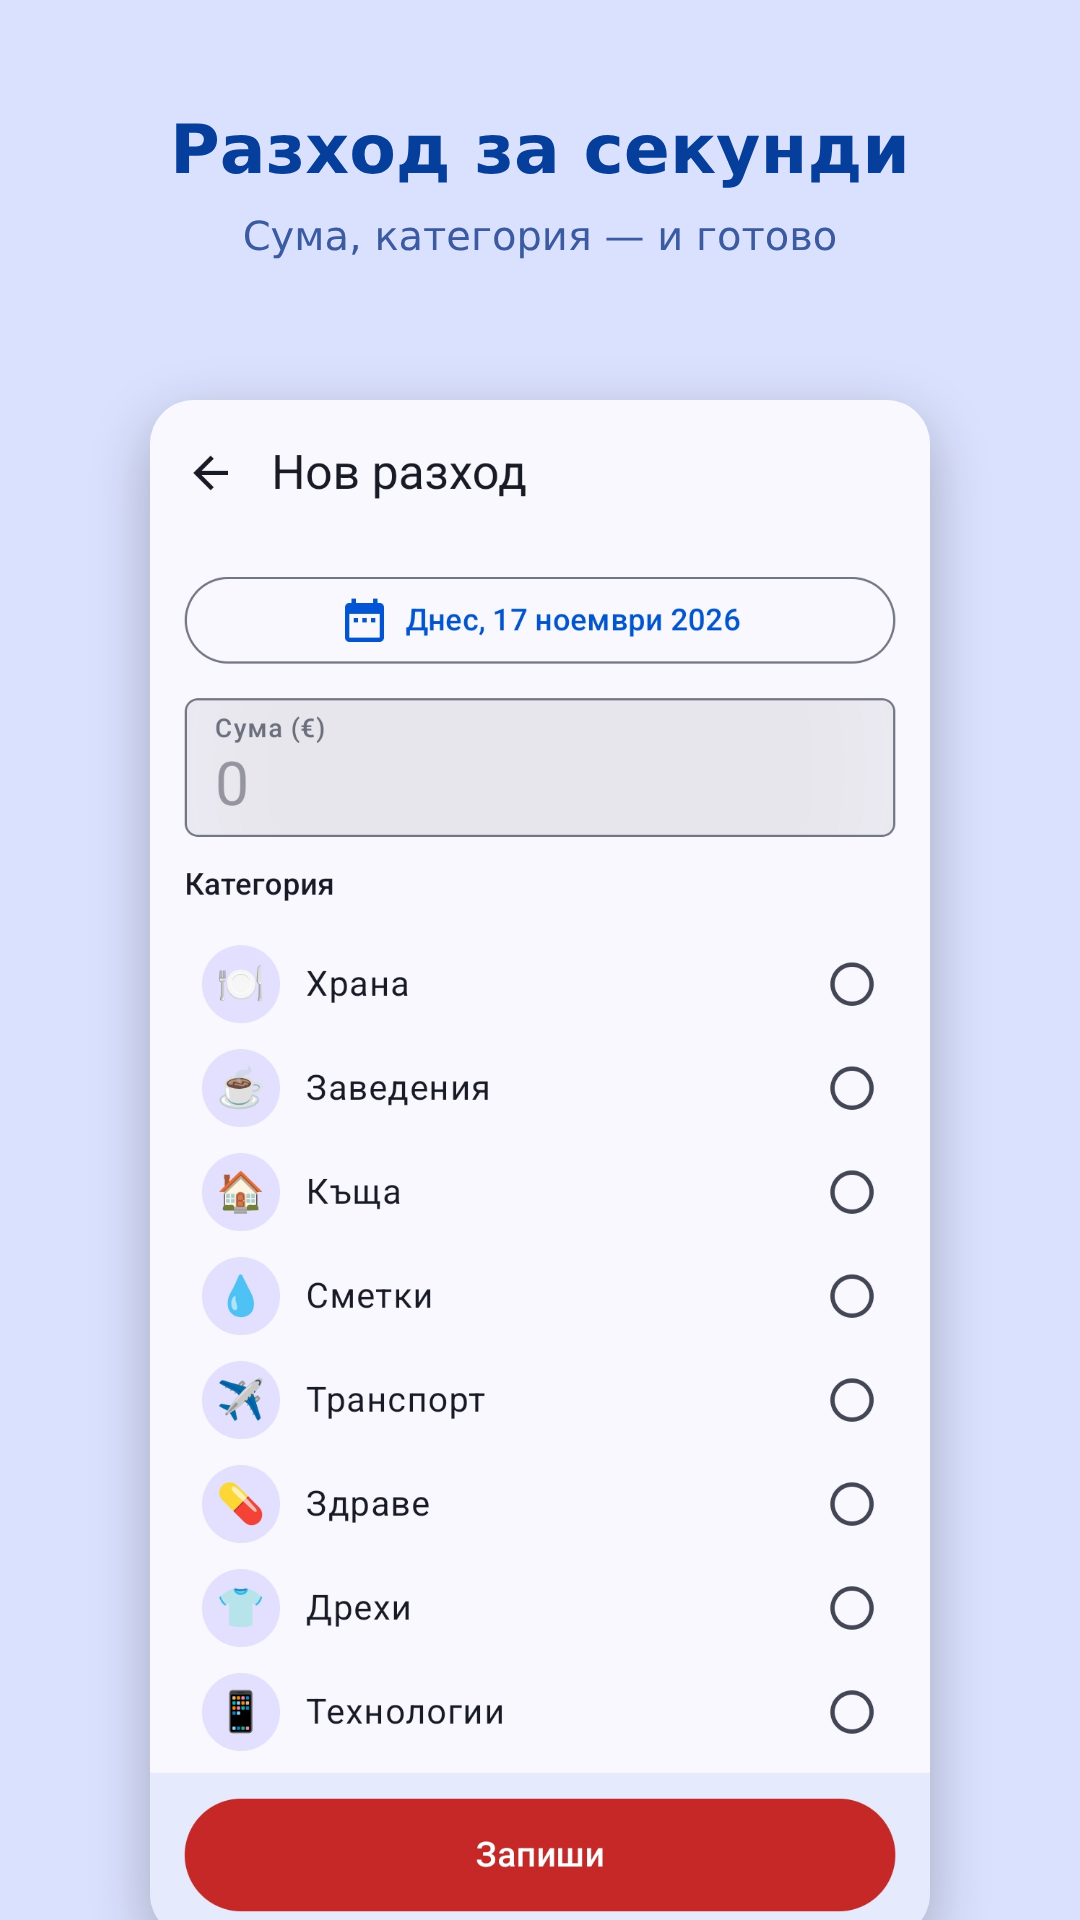 Разход за секунди
Сума, категория — и готово
Нов разход
Днес, 17 ноември 2026
Сума (€)
0
Категория
Храна
Заведения
Къща
Сметки
Транспорт
Здраве
Дрехи
Технологии
Запиши